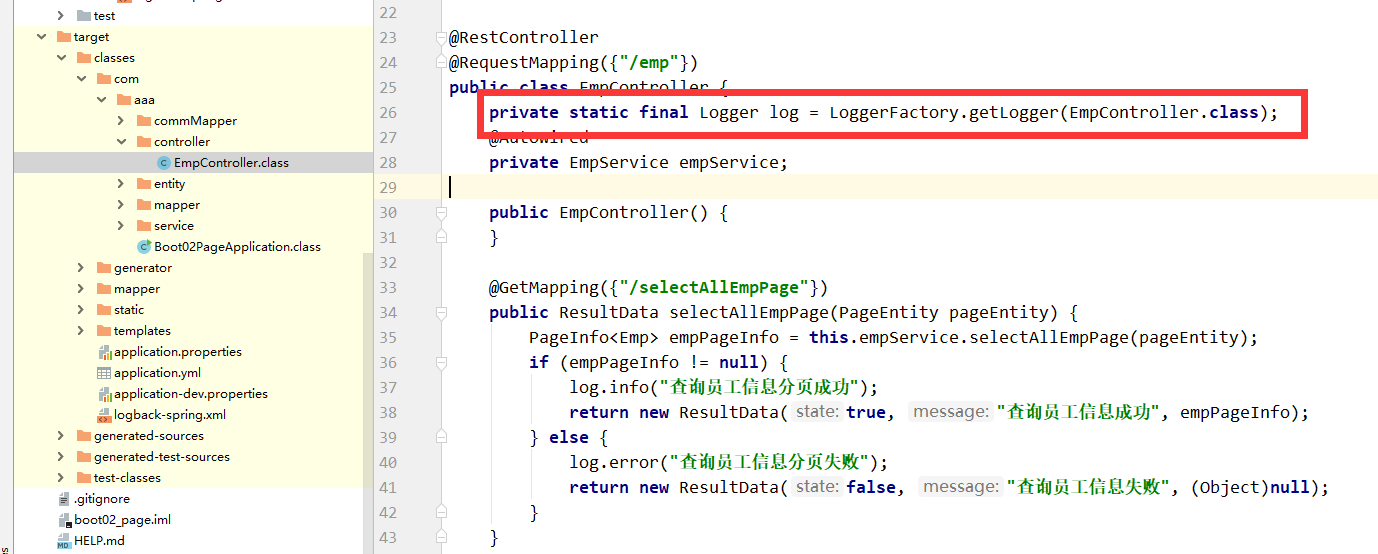 test
target
classes
com
aaa
commMapper
controller
EmpController.class
entity
mapper
service
Boot02PageApplication.class
generator
mapper
static
templates
application.properties
application.yml
application-dev.properties
logback-spring.xml
generated-sources
generated-test-sources
test-classes
.gitignore
boot02_page.iml
MD HELP.md
22
23 @RestController
24 @RequestMapping({"/emp"})
25 public class EmpController {
26 private static final Logger log = LoggerFactory.getLogger(EmpController.class);
27 @Autowired
28 private EmpService empService;
29
30 public EmpController() {
31 }
32
33 @GetMapping({"/selectAllEmpPage"})
34 public ResultData selectAllEmpPage(PageEntity pageEntity) {
35 PageInfo<Emp> empPageInfo = this.empService.selectAllEmpPage(pageEntity);
36 if (empPageInfo != null) {
37 log.info("查询员工信息分页成功");
38 return new ResultData( state: true, message: "查询员工信息成功", empPageInfo);
39 } else {
40 log.error("查询员工信息分页失败");
41 return new ResultData( state: false, message: "查询员工信息失败", (Object)null);
42 }
43 }